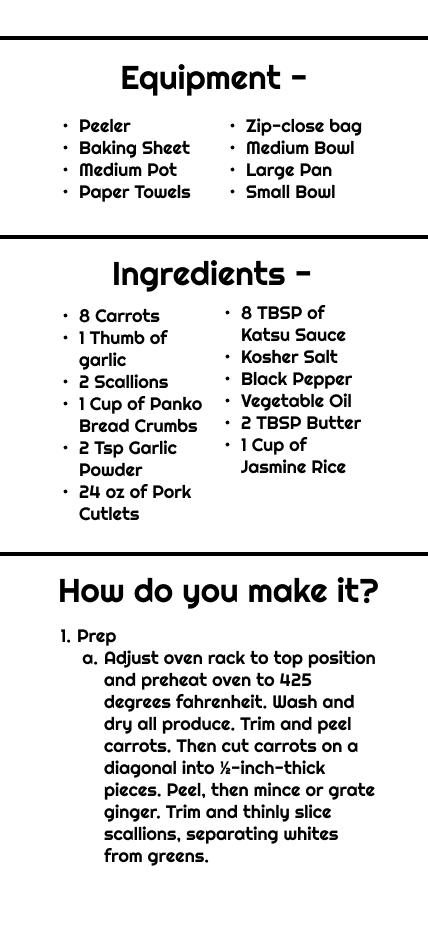 Equipment -
• Peeler
• Baking Sheet
• Medium Pot
• Paper Towels
• Zip-close bag
• Medium Bowl
• Large Pan
• Small Bowl
Ingredients -
• 8 Carrots
• 1 Thumb of
garlic
• 2 Scallions
• 1 Cup of Panko
Bread Crumbs
• 2 Tsp Garlic
Powder
• 24 oz of Pork
Cutlets
• 8 TBSP of
Katsu Sauce
• Kosher Salt
• Black Pepper
• Vegetable Oil
• 2 TBSP Butter
• 1 Cup of
Jasmine Rice
How do you make it?
1. Prep
a. Adjust oven rack to top position
and preheat oven to 425
degrees fahrenheit. Wash and
dry all produce. Trim and peel
carrots. Then cut carrots on a
diagonal into ½-inch-thick
pieces. Peel, then mince or grate
ginger. Trim and thinly slice
scallions, separating whites
from greens.